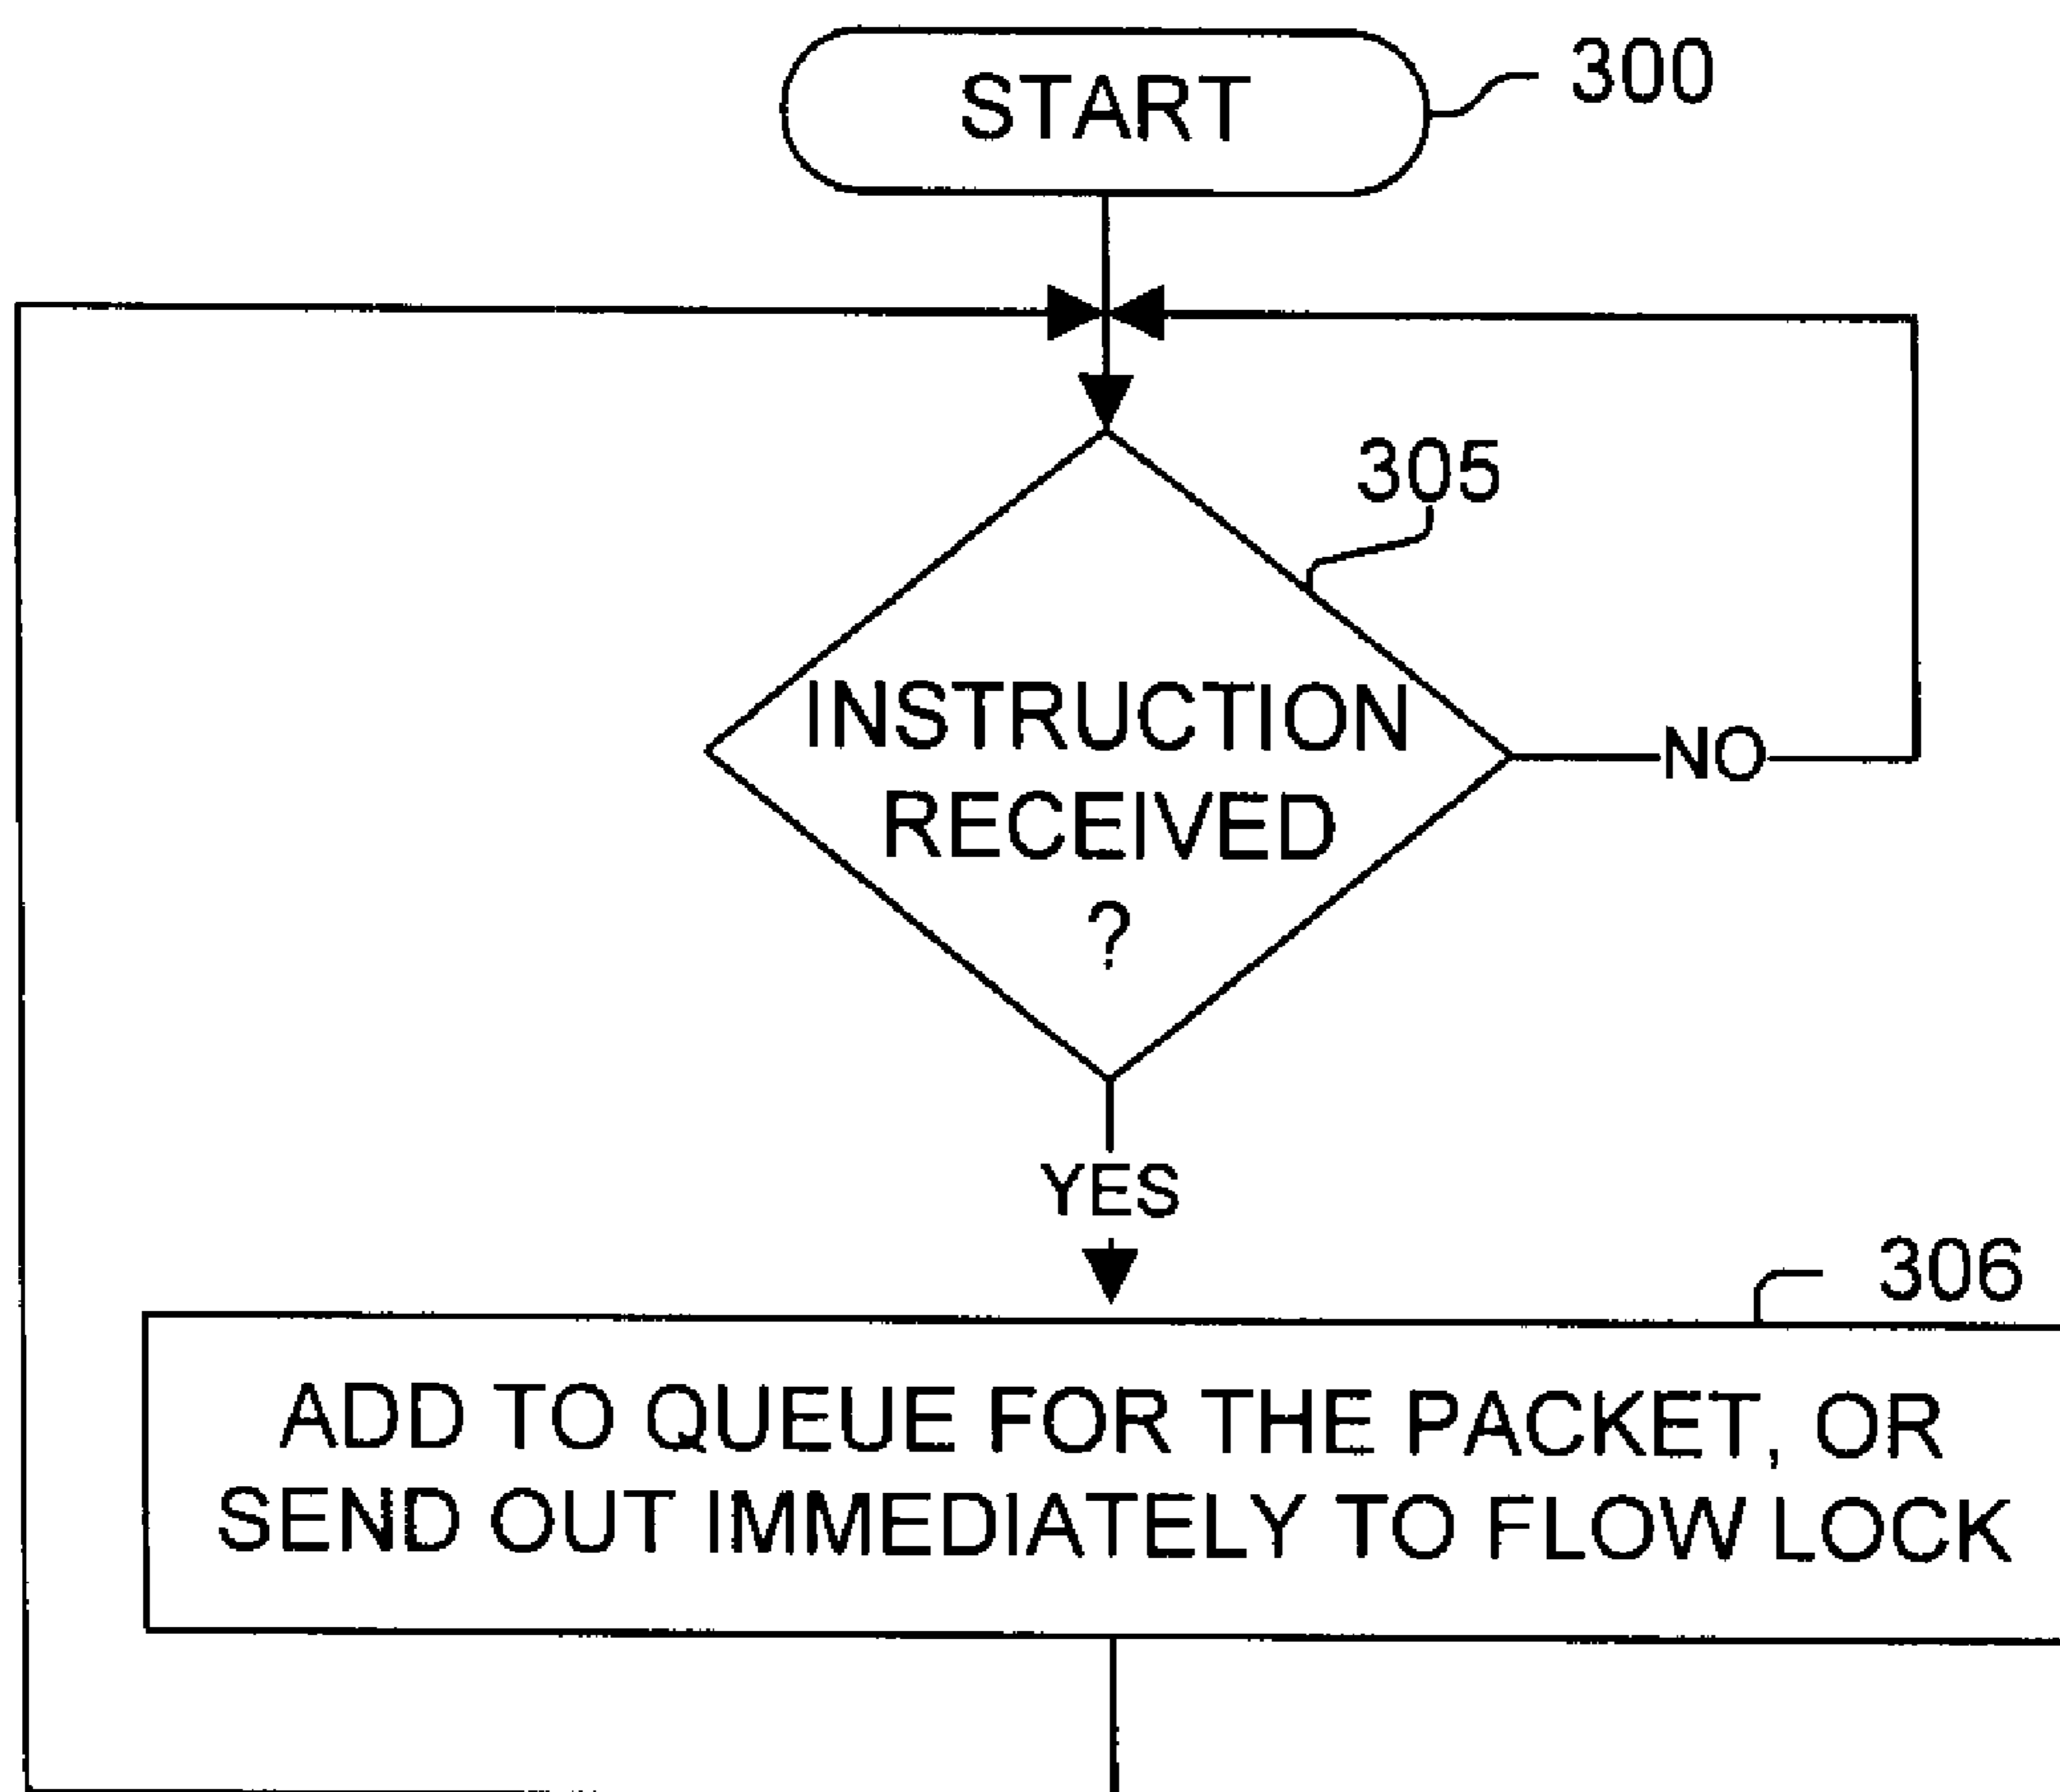 START
300
305
INSTRUCTION
RECEIVED
?
NO
YES
306
ADD TO QUEUE FOR THE PACKET, OR
SEND OUT IMMEDIATELY TO FLOW LOCK